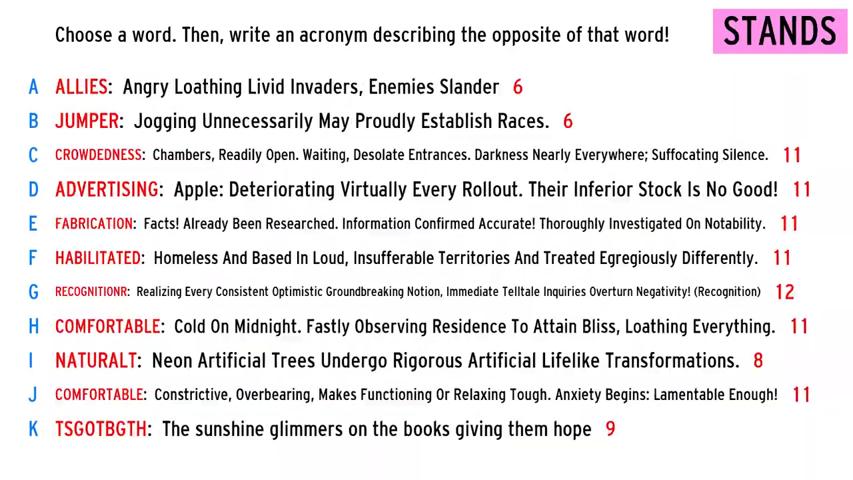 Choose a word. Then, write an acronym describing the opposite of that word!
STANDS
A ALLIES: Angry Loathing Livid Invaders, Enemies Slander 6
B JUMPER: Jogging Unnecessarily May Proudly Establish Races. 6
C CROWDEDNESS: Chambers, Readily Open. Waiting, Desolate Entrances. Darkness Nearly Everywhere; Suffocating Silence. 11
D ADVERTISING: Apple: Deteriorating Virtually Every Rollout. Their Inferior Stock Is No Good! 11
E FABRICATION: Facts! Already Been Researched. Information Confirmed Accurate! Thoroughly Investigated On Notability. 11
F HABILITATED: Homeless And Based In Loud, Insufferable Territories And Treated Egregiously Differently. 11
G RECOGNITIONR: Realizing Every Consistent Optimistic Groundbreaking Notion, Immediate Telltale Inquiries Overturn Negativity! (Recognition) 12
H COMFORTABLE: Cold On Midnight. Fastly Observing Residence To Attain Bliss, Loathing Everything. 11
I NATURALT: Neon Artificial Trees Undergo Rigorous Artificial Lifelike Transformations. 8
J COMFORTABLE: Constrictive, Overbearing, Makes Functioning Or Relaxing Tough. Anxiety Begins: Lamentable Enough! 11
K TSGOTBGTH: The sunshine glimmers on the books giving them hope 9